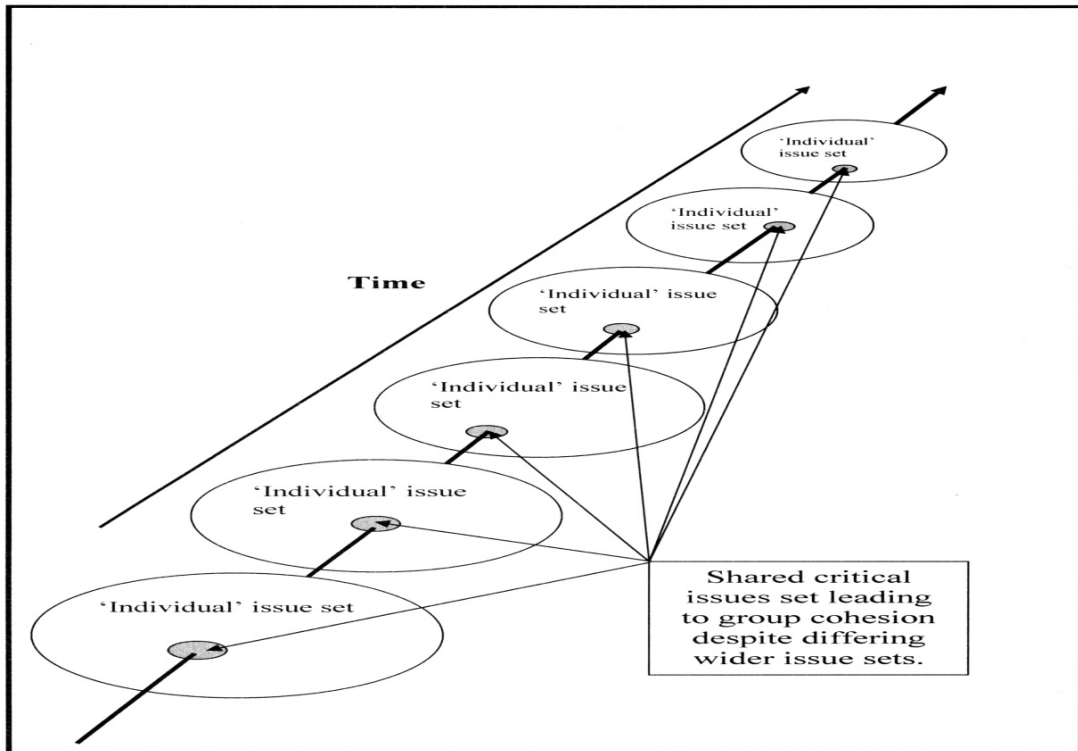 ‘Individual’
issue set
‘Individual’
issue set
Time
‘Individual’ issue
set
‘Individual’ issue
set
‘Individual’ issue
set
‘Individual’ issue set
Shared critical
issues set leading
to group cohesion
despite differing
wider issue sets.